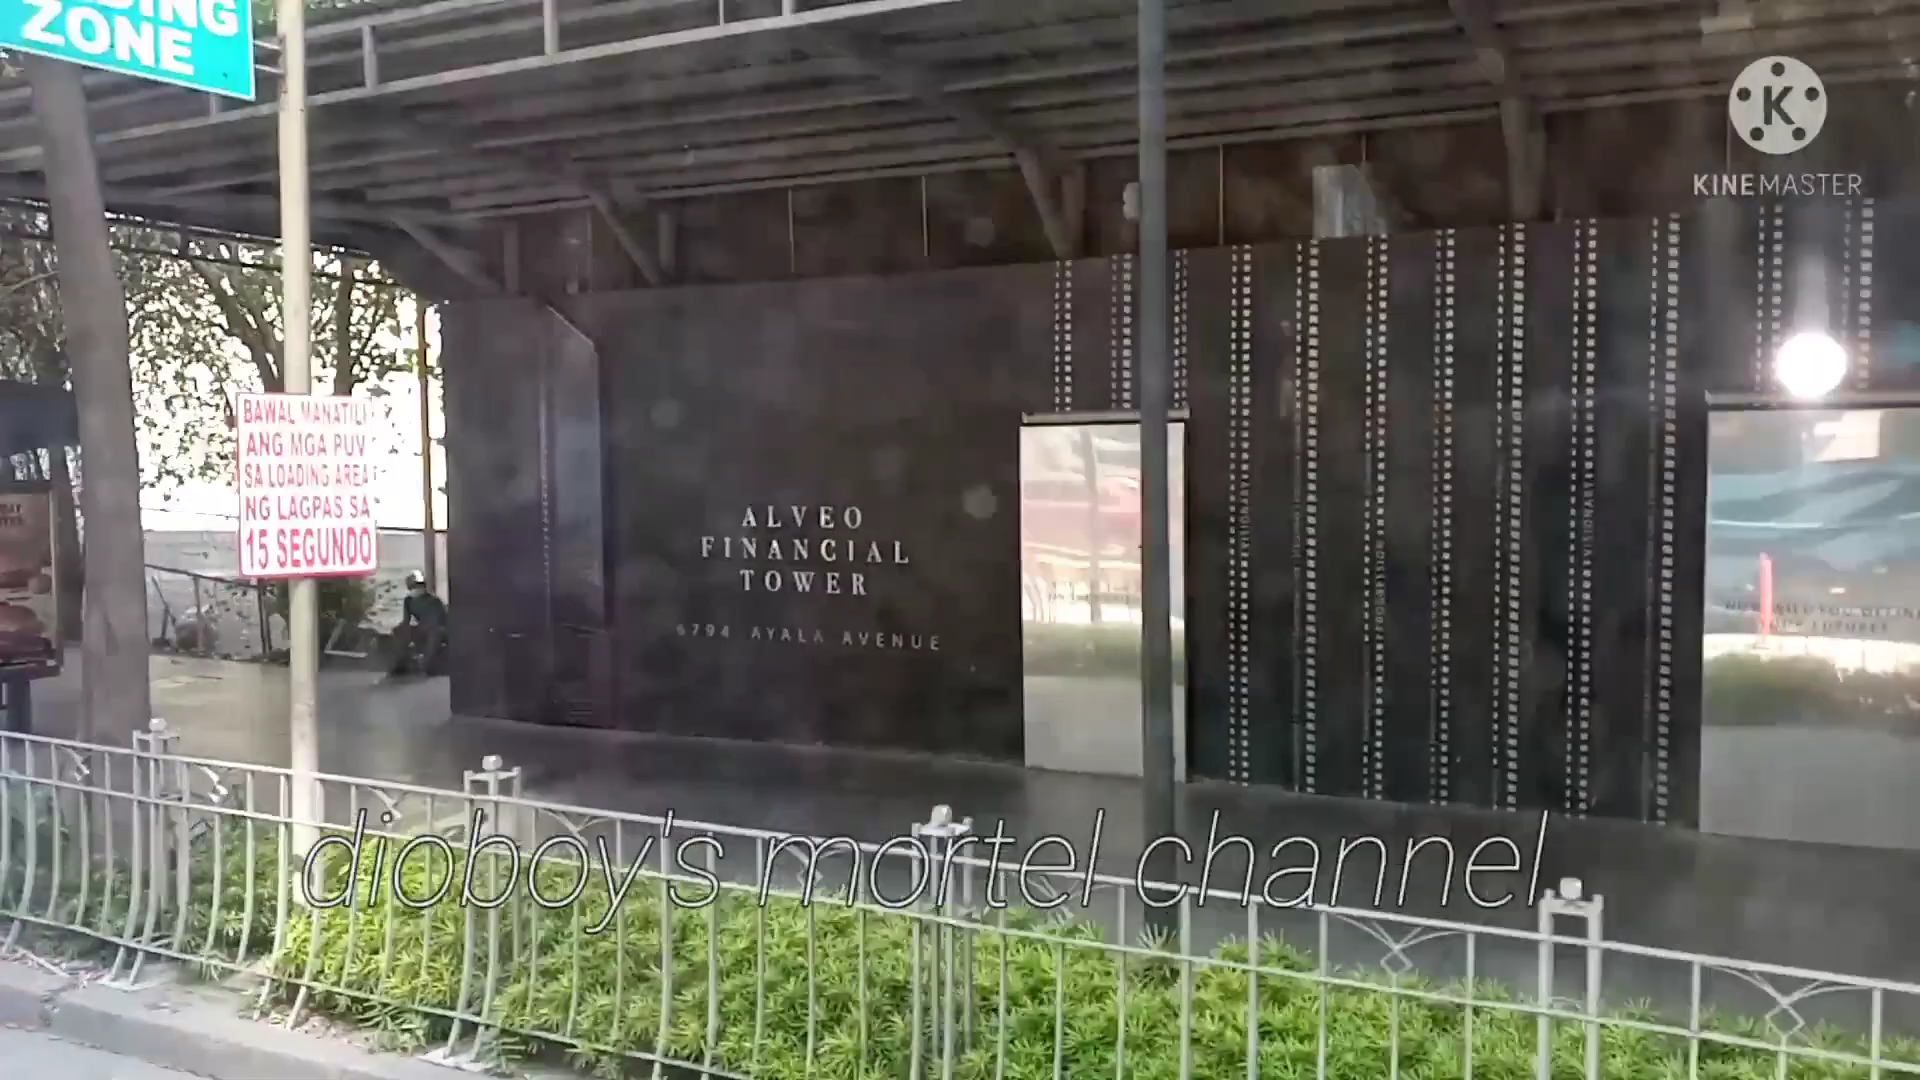 DING
ZONE
KINEMASTER
BAWAL MANATILI
ANG MGA PUV
SA LOADING AREA
NG LAGPAS SA
15 SEGUNDO
ALVEO
FINANCIAL
TOWER
6794 AYALA AVENUE
dioboy's mortel channel